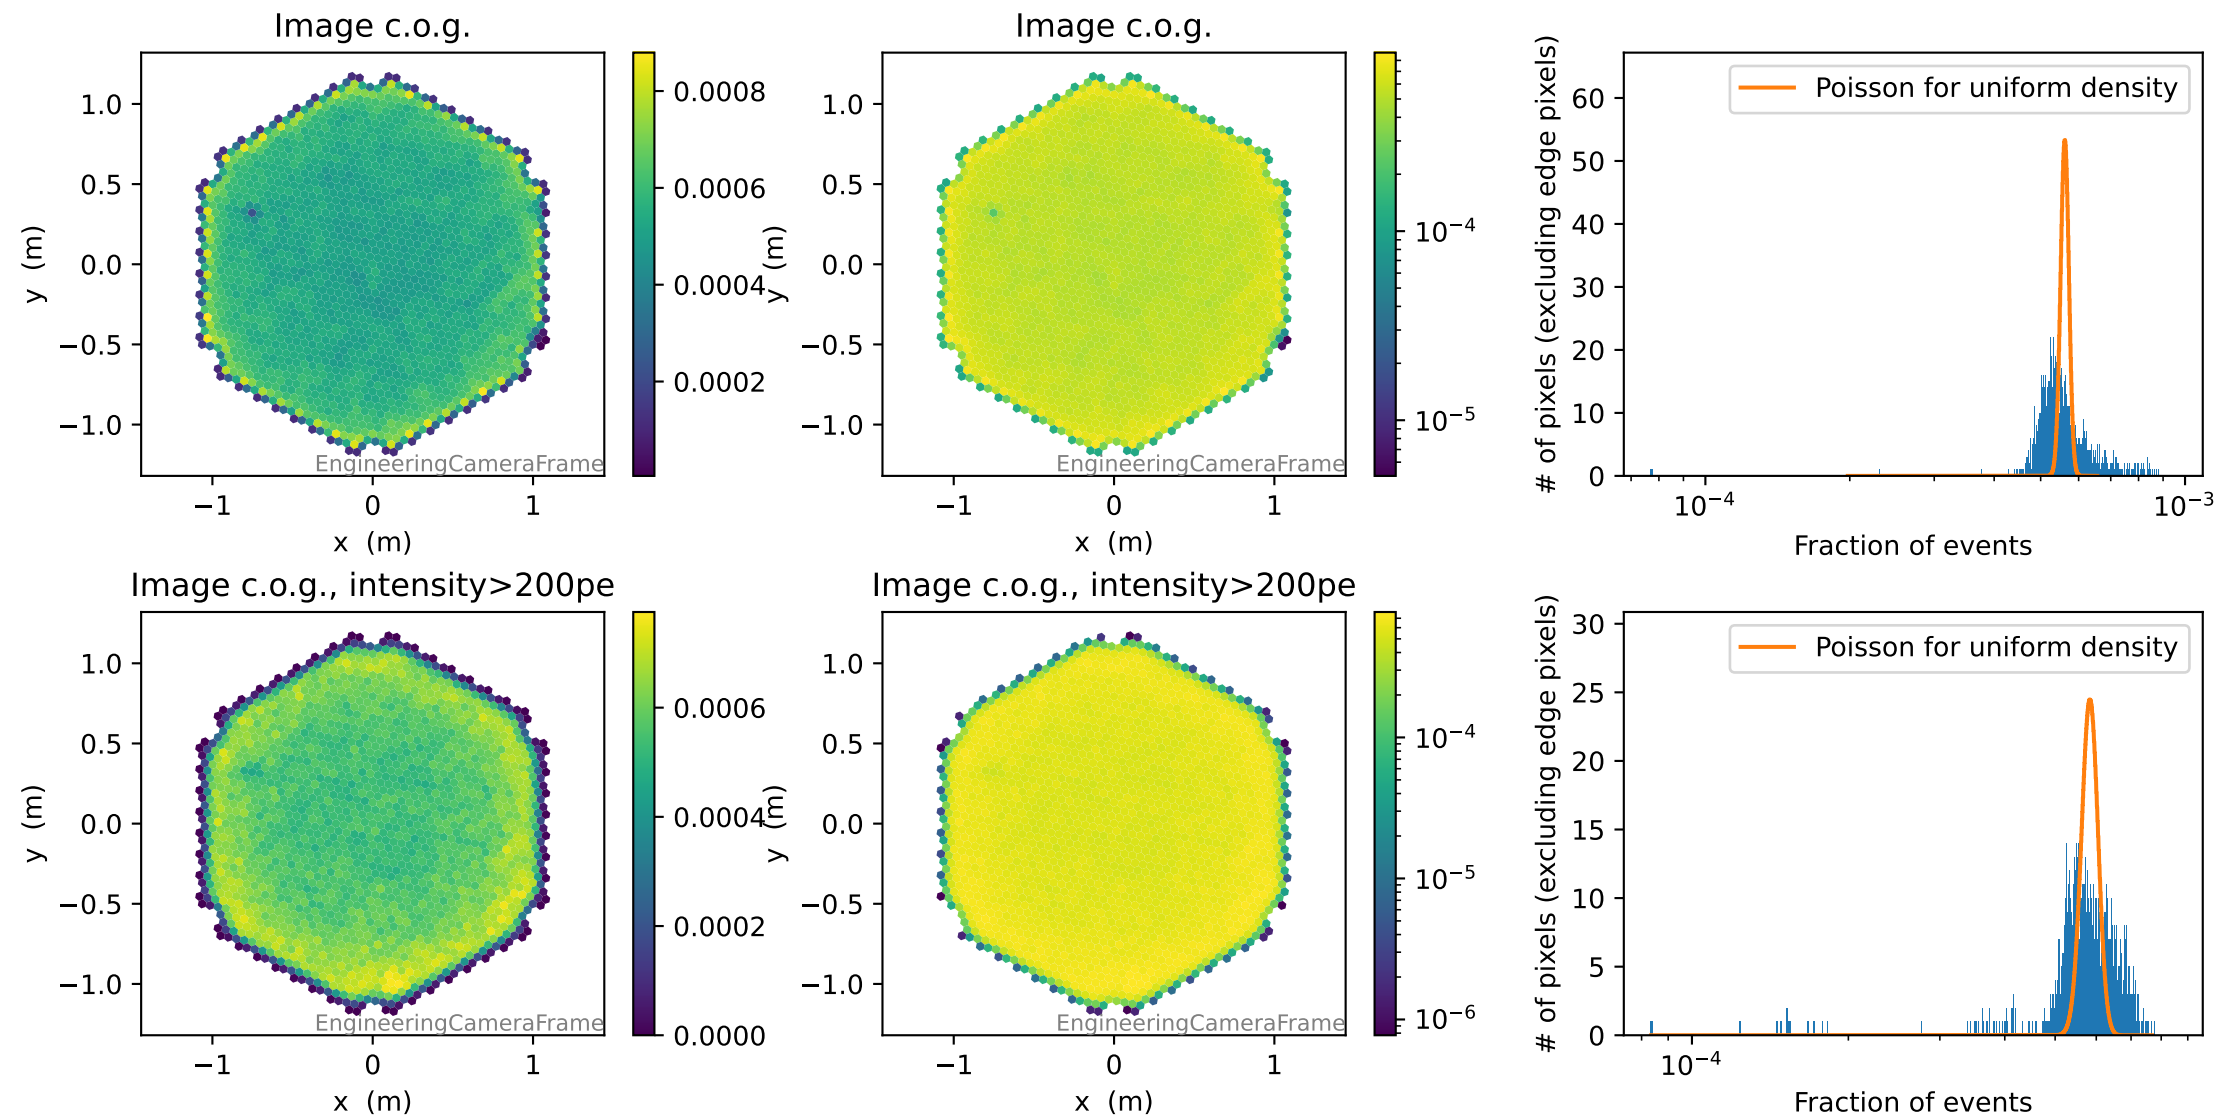 Image c.o.g.
1.0
0.5
0.0
−0.5
−1.0
y (m)
−1
0
1
x (m)
EngineeringCameraFrame
0.0008
0.0006
0.0004
0.0002
Image c.o.g.
1.0
0.5
0.0
−0.5
−1.0
y (m)
−1
0
1
x (m)
EngineeringCameraFrame
10⁻⁴
10⁻⁵
# of pixels (excluding edge pixels)
60
50
40
30
20
10
0
Poisson for uniform density
10⁻⁴
10⁻³
Fraction of events
Image c.o.g., intensity>200pe
1.0
0.5
0.0
−0.5
−1.0
y (m)
−1
0
1
x (m)
EngineeringCameraFrame
0.0006
0.0004
0.0002
0.0000
Image c.o.g., intensity>200pe
1.0
0.5
0.0
−0.5
−1.0
y (m)
−1
0
1
x (m)
EngineeringCameraFrame
10⁻⁴
10⁻⁵
10⁻⁶
# of pixels (excluding edge pixels)
30
25
20
15
10
5
0
Poisson for uniform density
10⁻⁴
Fraction of events